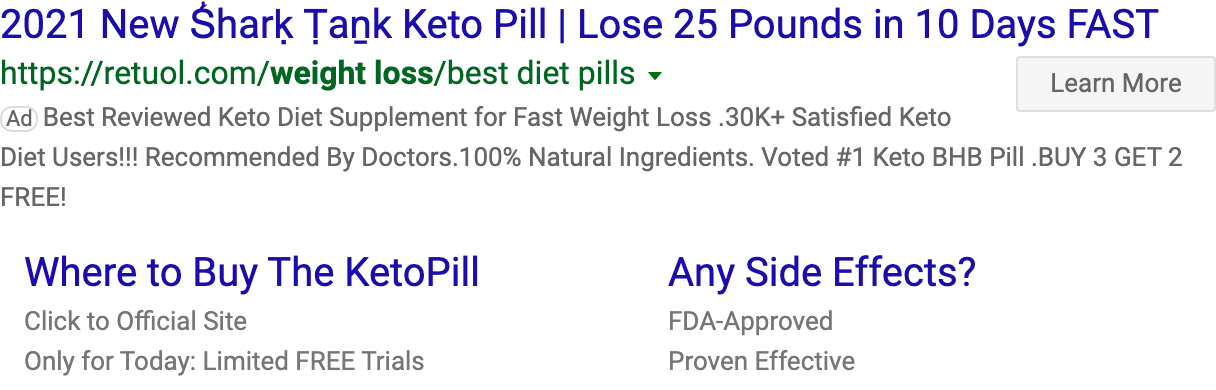 2021 New Ṡharḳ Ṭaṉk Keto Pill | Lose 25 Pounds in 10 Days FAST
https://retuol.com/weight loss/best diet pills
Learn More
Ad Best Reviewed Keto Diet Supplement for Fast Weight Loss .30K+ Satisfied Keto
Diet Users!!! Recommended By Doctors.100% Natural Ingredients. Voted #1 Keto BHB Pill .BUY 3 GET 2
FREE!
Where to Buy The KetoPill
Click to Official Site
Only for Today: Limited FREE Trials
Any Side Effects?
FDA-Approved
Proven Effective